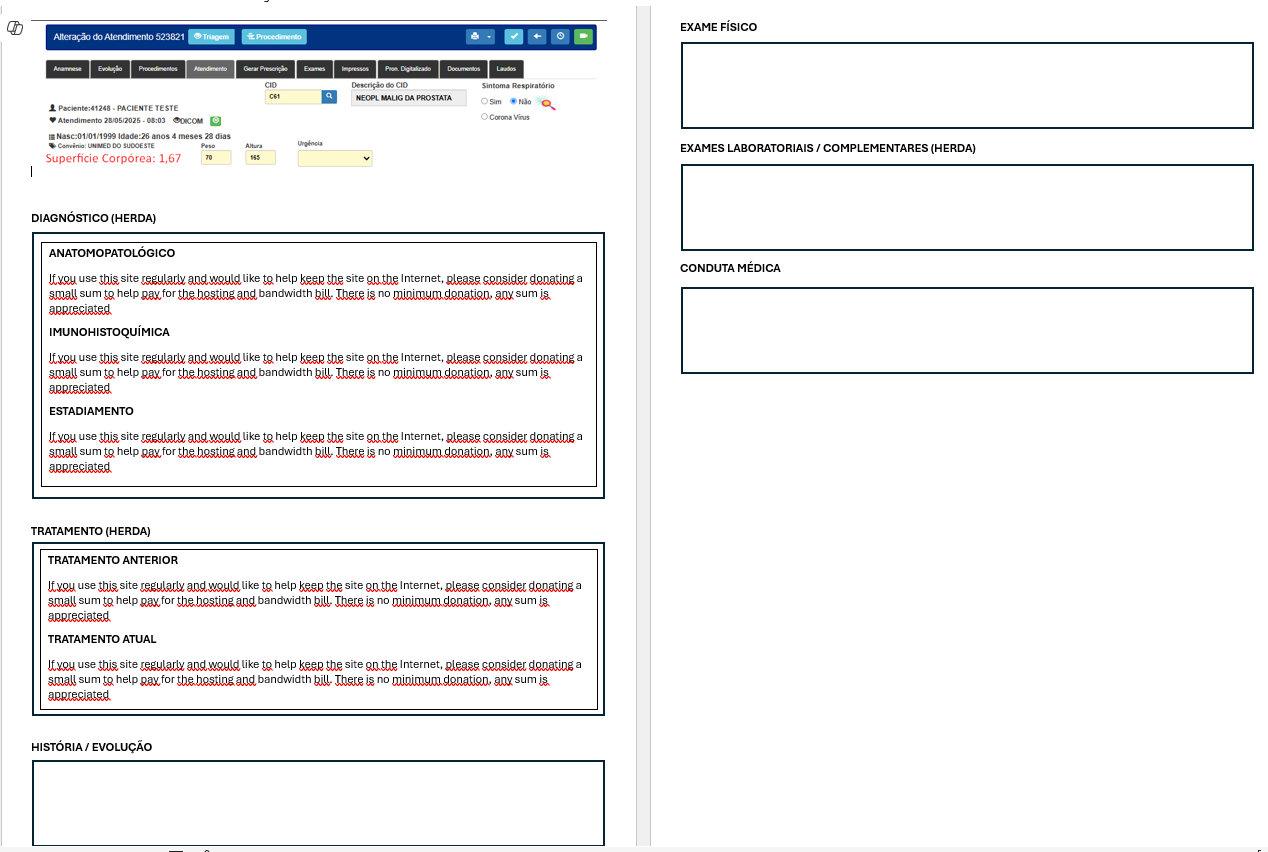 Alteração do Atendimento 523821 Triagem Procedimento
Anamnese Evolução Procedimentos Atendimento Gerar Prescrição Exames Impressos Pron. Digitalizado Documentos Laudos
CID Descrição do CID Sintoma Respiratório
C61 NEOPL MALIG DA PROSTATA Sim Não
Paciente:41248 - PACIENTE TESTE
Corona Vírus
Atendimento 28/05/2025 - 08:03 DICOM
Nasc:01/01/1999 Idade:26 anos 4 meses 28 dias
Convênio: UNIMED DO SUDOESTE Peso Altura Urgência
Superfície Corpórea: 1,67 70 165
DIAGNÓSTICO (HERDA)
ANATOMOPATOLÓGICO
If you use this site regularly and would like to help keep the site on the Internet, please consider donating a
small sum to help pay for the hosting and bandwidth bill. There is no minimum donation, any sum is
appreciated
IMUNOHISTOQUÍMICA
If you use this site regularly and would like to help keep the site on the Internet, please consider donating a
small sum to help pay for the hosting and bandwidth bill. There is no minimum donation, any sum is
appreciated
ESTADIAMENTO
If you use this site regularly and would like to help keep the site on the Internet, please consider donating a
small sum to help pay for the hosting and bandwidth bill. There is no minimum donation, any sum is
appreciated
TRATAMENTO (HERDA)
TRATAMENTO ANTERIOR
If you use this site regularly and would like to help keep the site on the Internet, please consider donating a
small sum to help pay for the hosting and bandwidth bill. There is no minimum donation, any sum is
appreciated
TRATAMENTO ATUAL
If you use this site regularly and would like to help keep the site on the Internet, please consider donating a
small sum to help pay for the hosting and bandwidth bill. There is no minimum donation, any sum is
appreciated
HISTÓRIA / EVOLUÇÃO
EXAME FÍSICO
EXAMES LABORATORIAIS / COMPLEMENTARES (HERDA)
CONDUTA MÉDICA